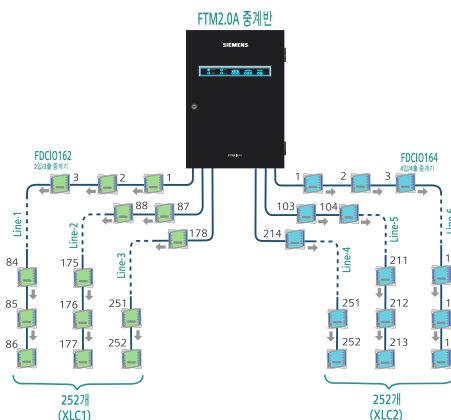 FTM2.0A 중계반
SIEMENS
FDCIO162
2입/3출 중계기
3
2
1
FDCIO164
4입/4출 중계기
1
2
3
88
87
103
104
178
214
Line-1
Line-2
Line-3
Line-4
Line-5
84
175
211
1
85
176
251
251
212
1
86
177
252
252
213
1
252개
(XLC1)
252개
(XLC2)